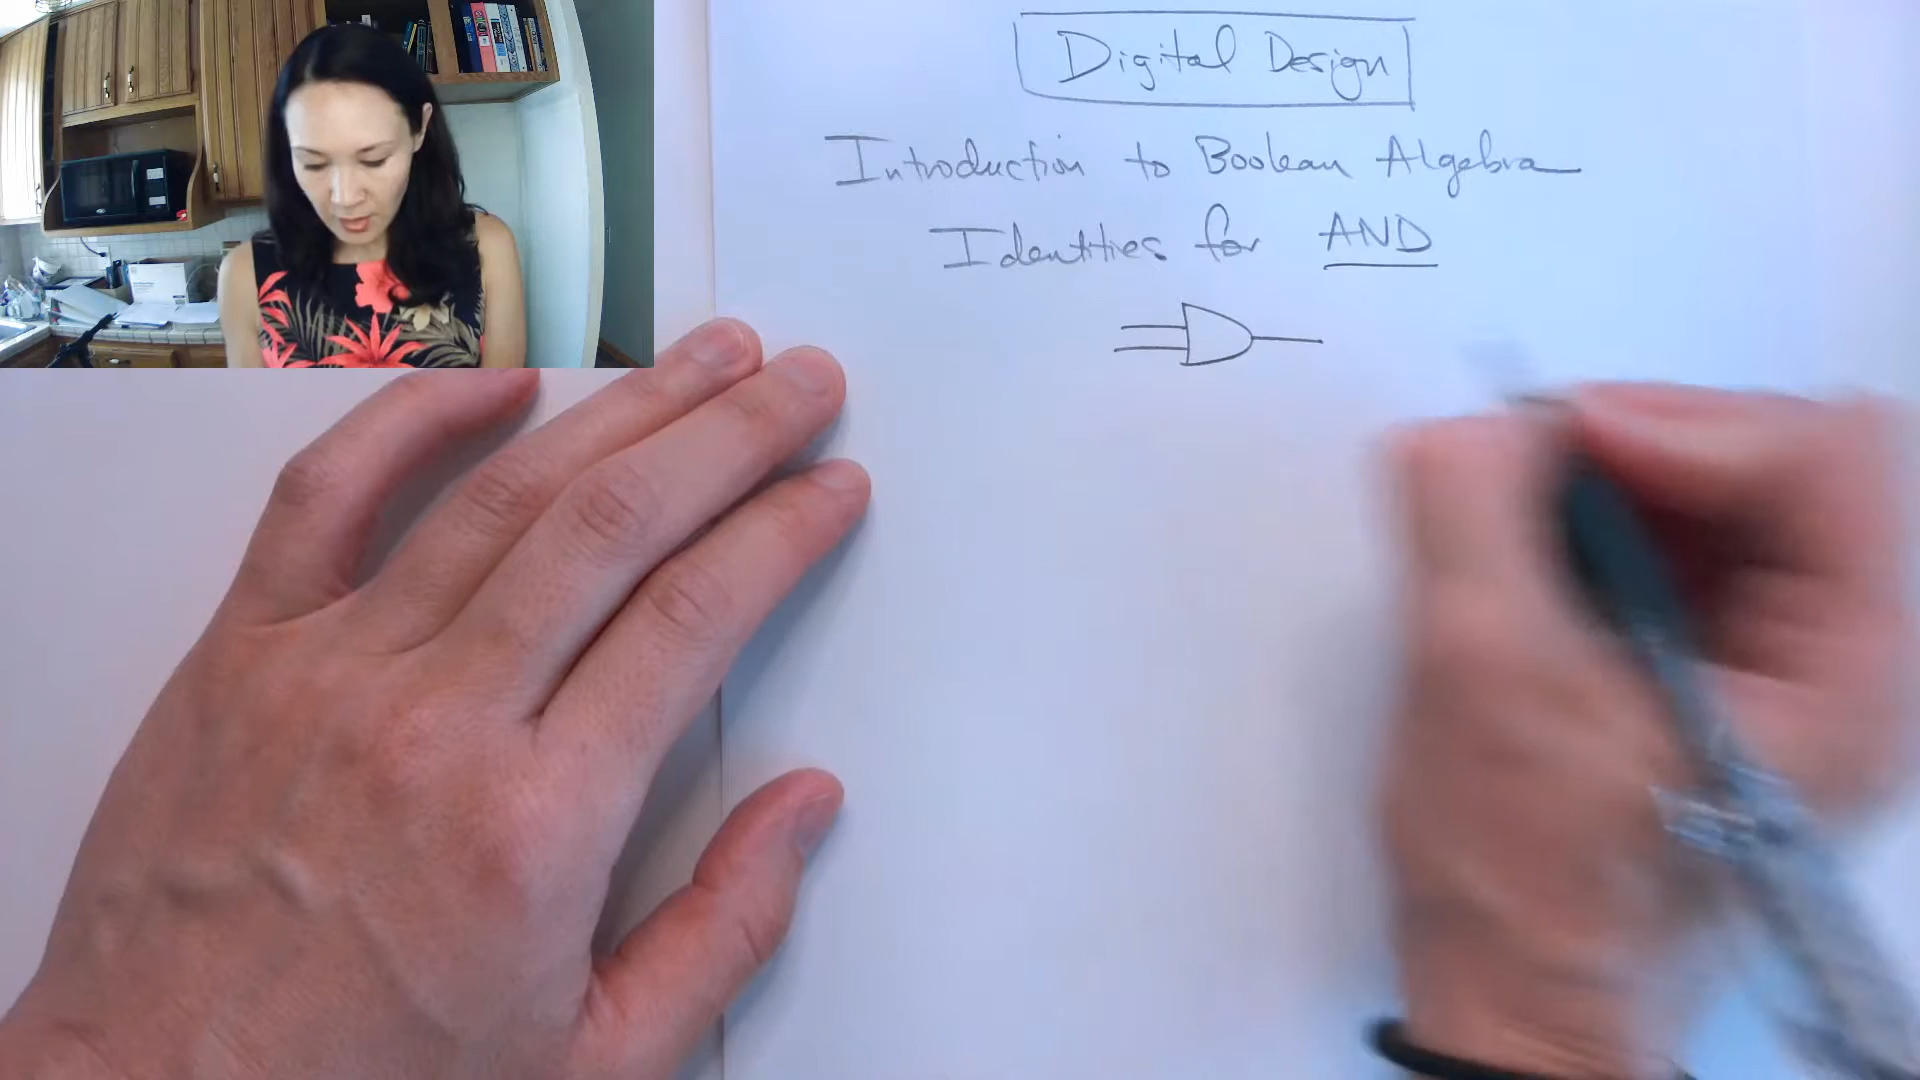 Digital Design
Introduction to Boolean Algebra
Identities for AND